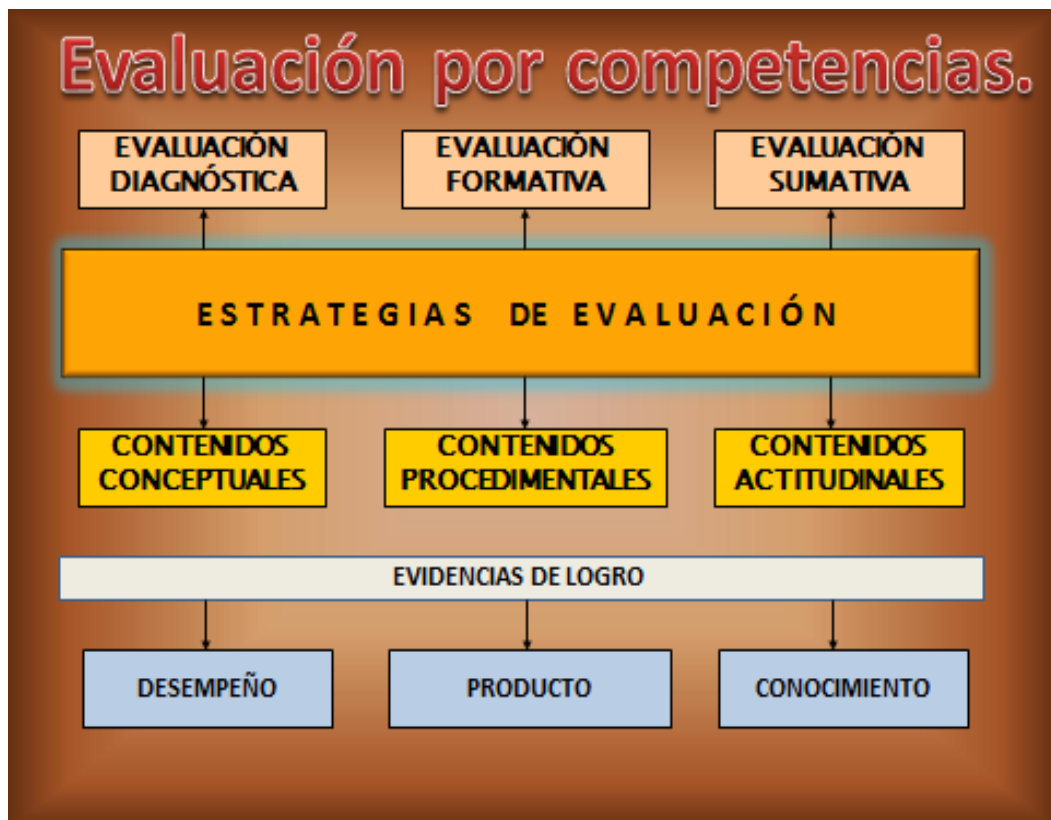 Evaluación por competencias.
EVALUACIÓN
DIAGNÓSTICA
EVALUACIÓN
FORMATIVA
EVALUACIÓN
SUMATIVA
ESTRATEGIAS DE EVALUACIÓN
CONTENIDOS
CONCEPTUALES
CONTENIDOS
PROCEDIMENTALES
CONTENIDOS
ACTITUDINALES
EVIDENCIAS DE LOGRO
DESEMPEÑO
PRODUCTO
CONOCIMIENTO